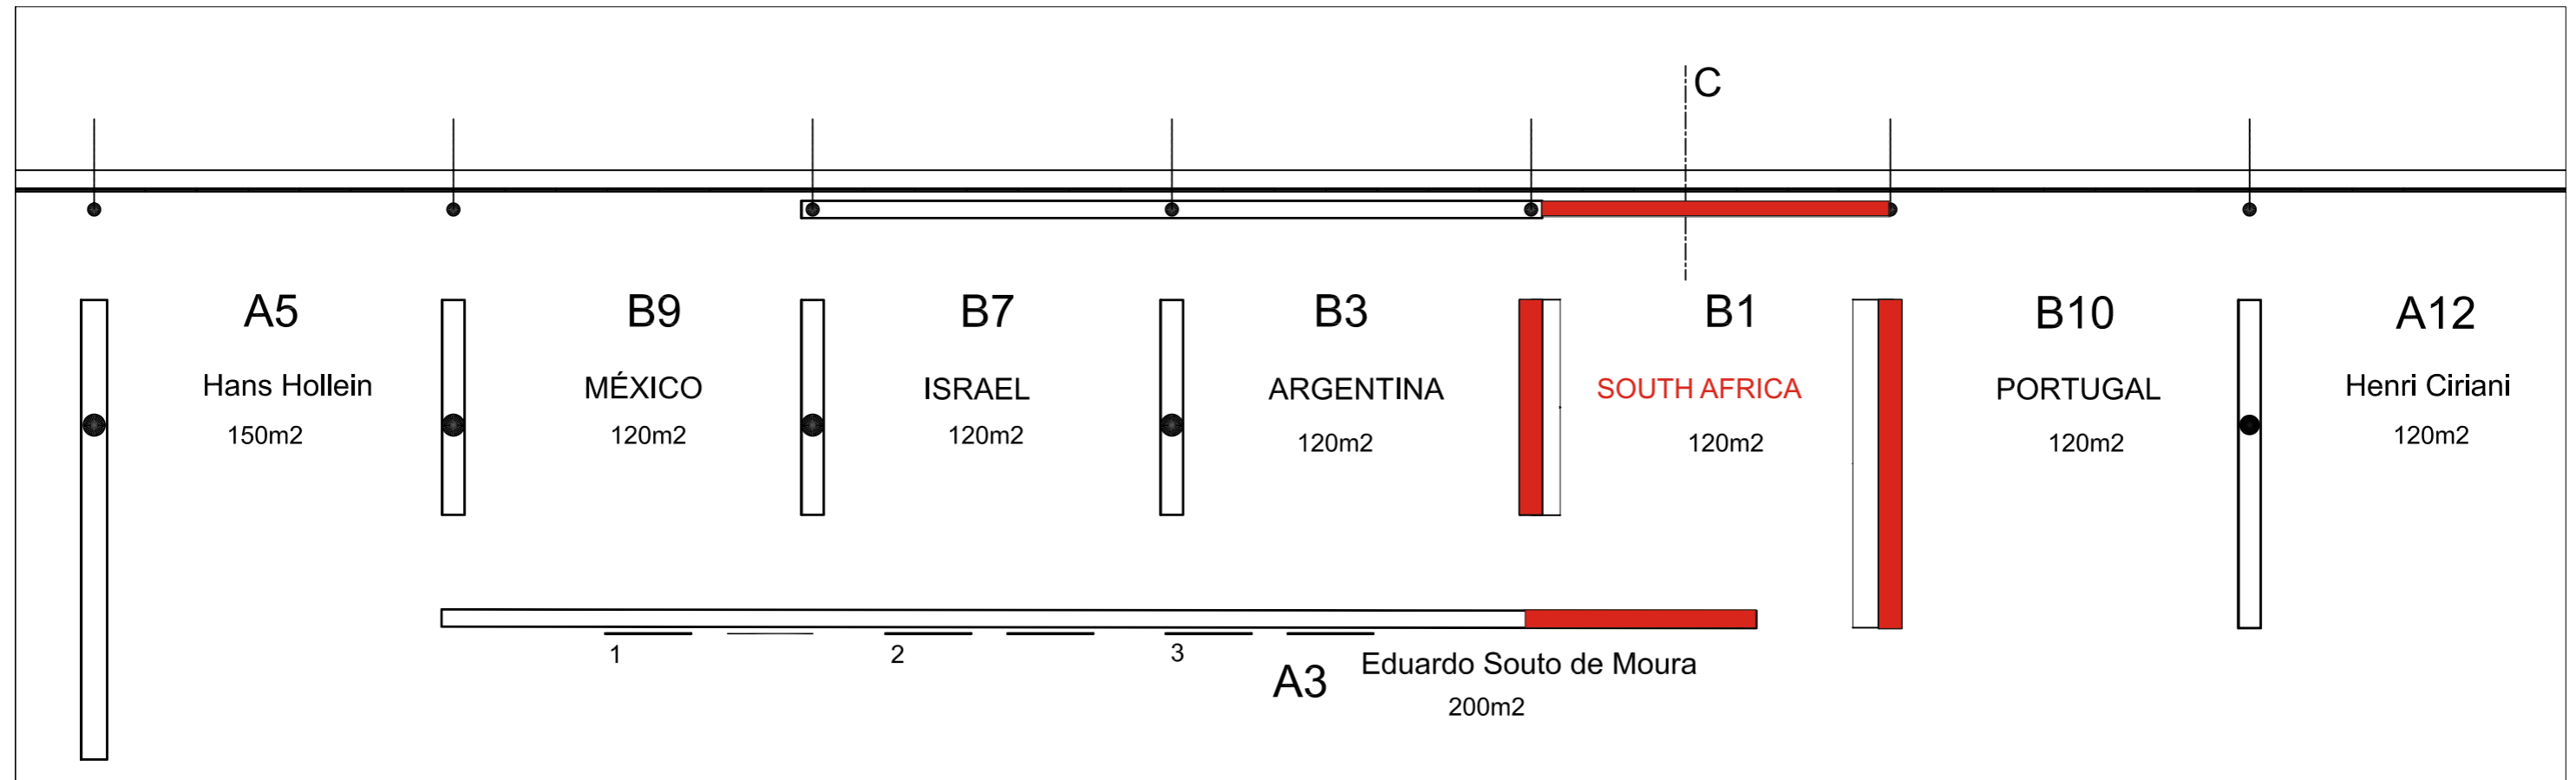 C
A5
Hans Hollein
150m2
B9
MÉXICO
120m2
B7
ISRAEL
120m2
B3
ARGENTINA
120m2
B1
SOUTH AFRICA
120m2
B10
PORTUGAL
120m2
A12
Henri Ciriani
120m2
1
2
3
A3
Eduardo Souto de Moura
200m2